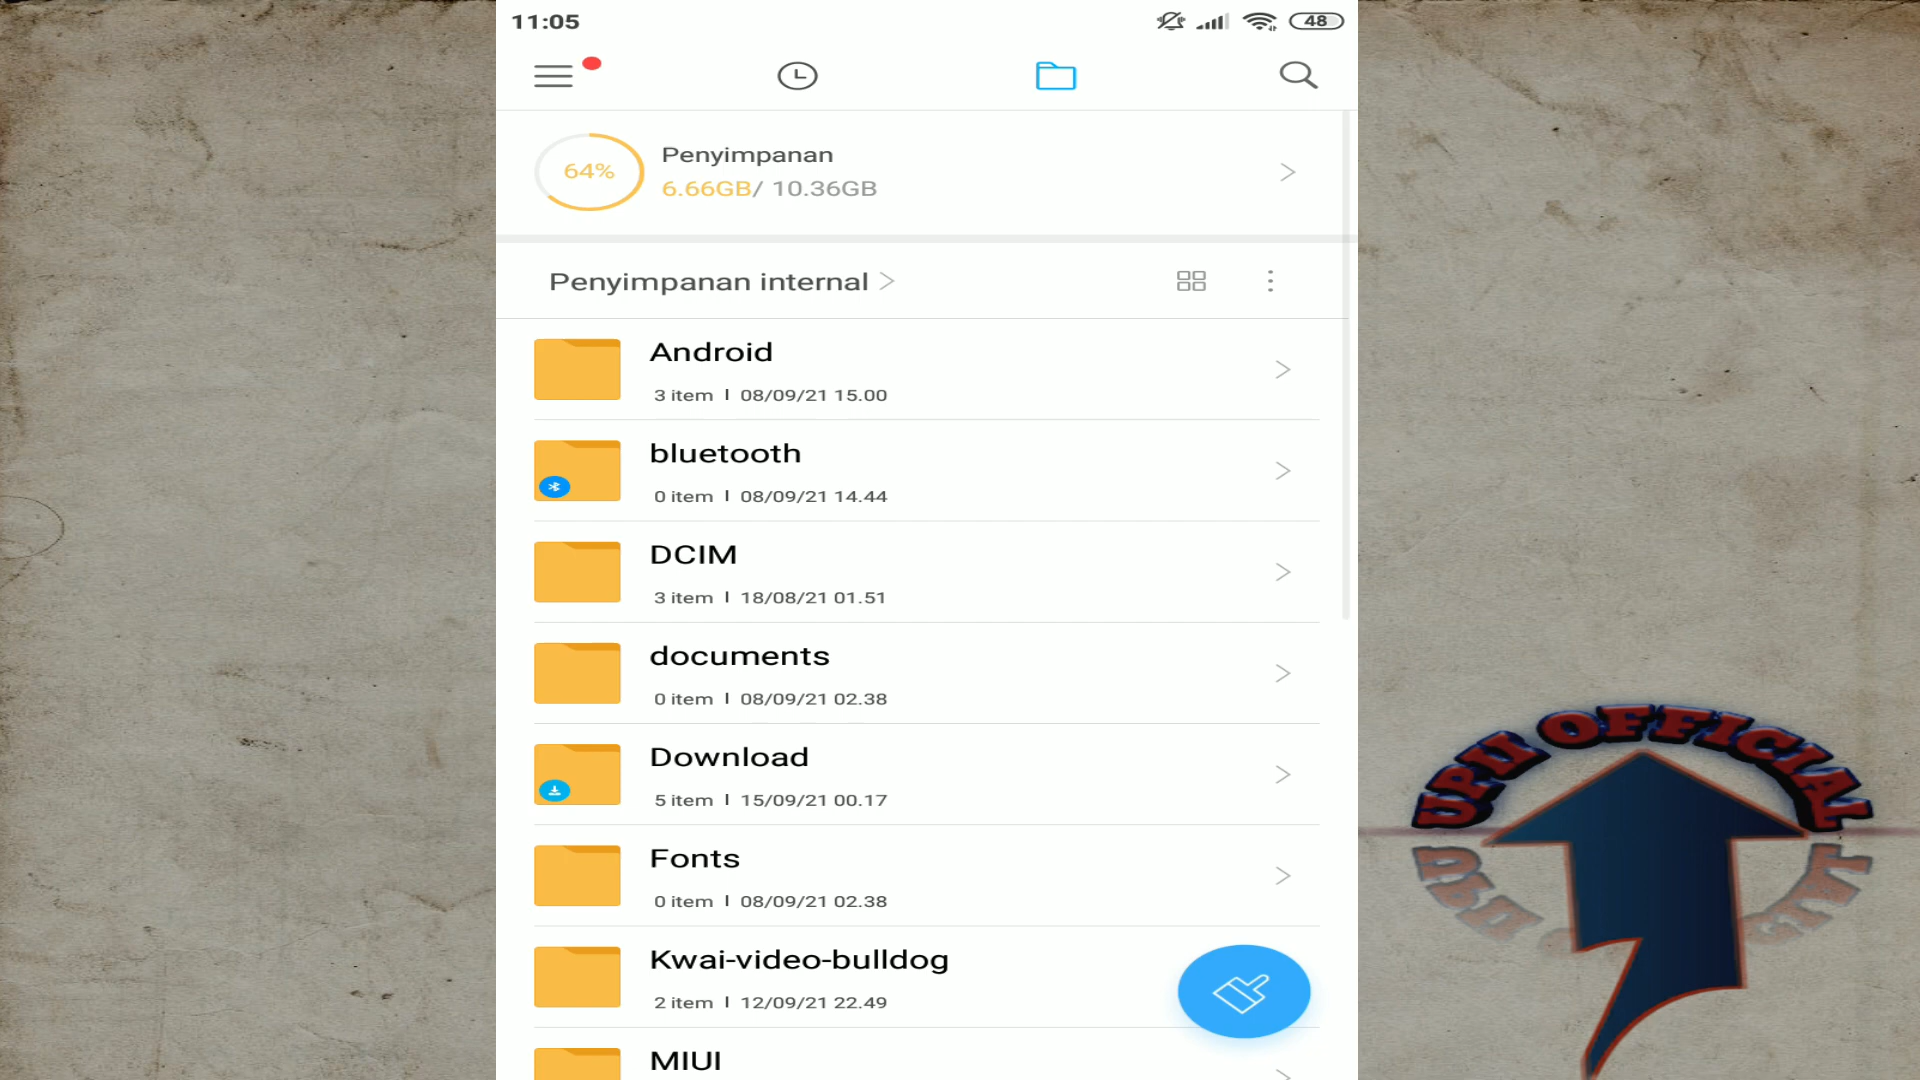 11:05
48
64%
Penyimpanan
6.66GB/ 10.36GB
Penyimpanan internal
Android
3 item | 08/09/21 15.00
bluetooth
0 item | 08/09/21 14.44
DCIM
3 item | 18/08/21 01.51
documents
0 item | 08/09/21 02.38
Download
5 item | 15/09/21 00.17
Fonts
0 item | 08/09/21 02.38
Kwai-video-bulldog
2 item | 12/09/21 22.49
MIUI
UPII OFFICIAL